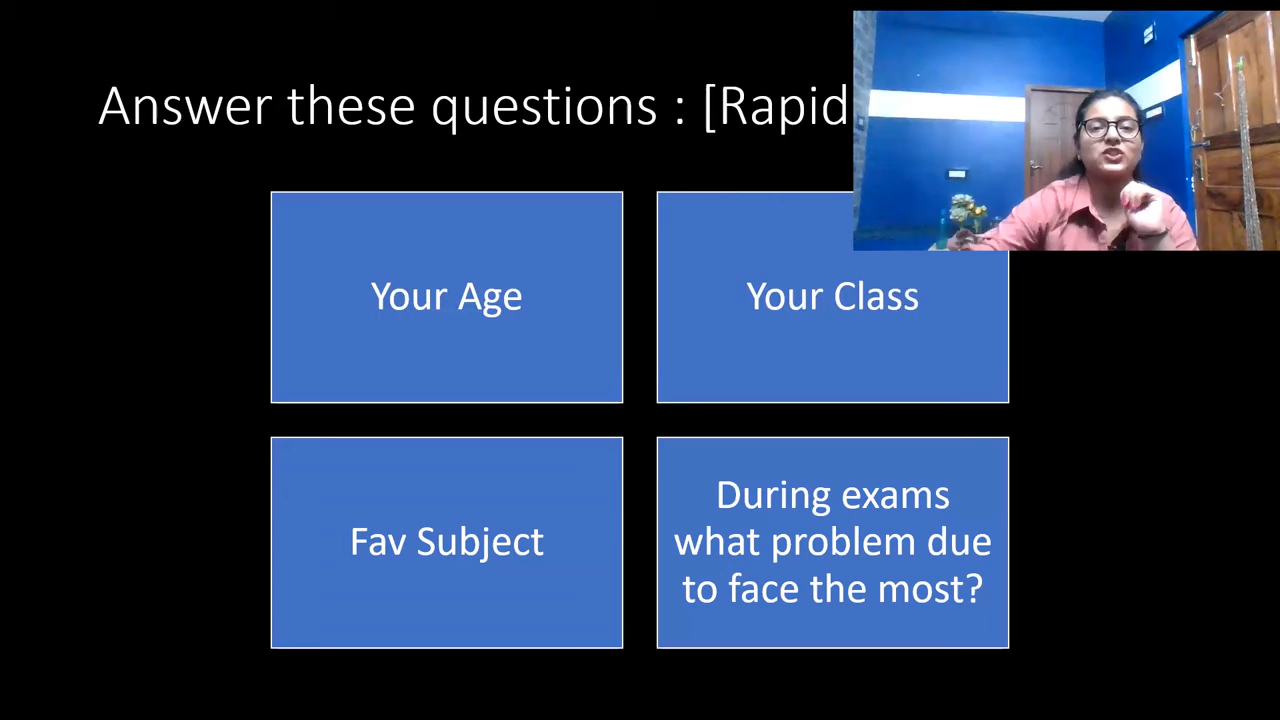 Answer these questions : [Rapid
Your Age
Your Class
Fav Subject
During exams
what problem due
to face the most?